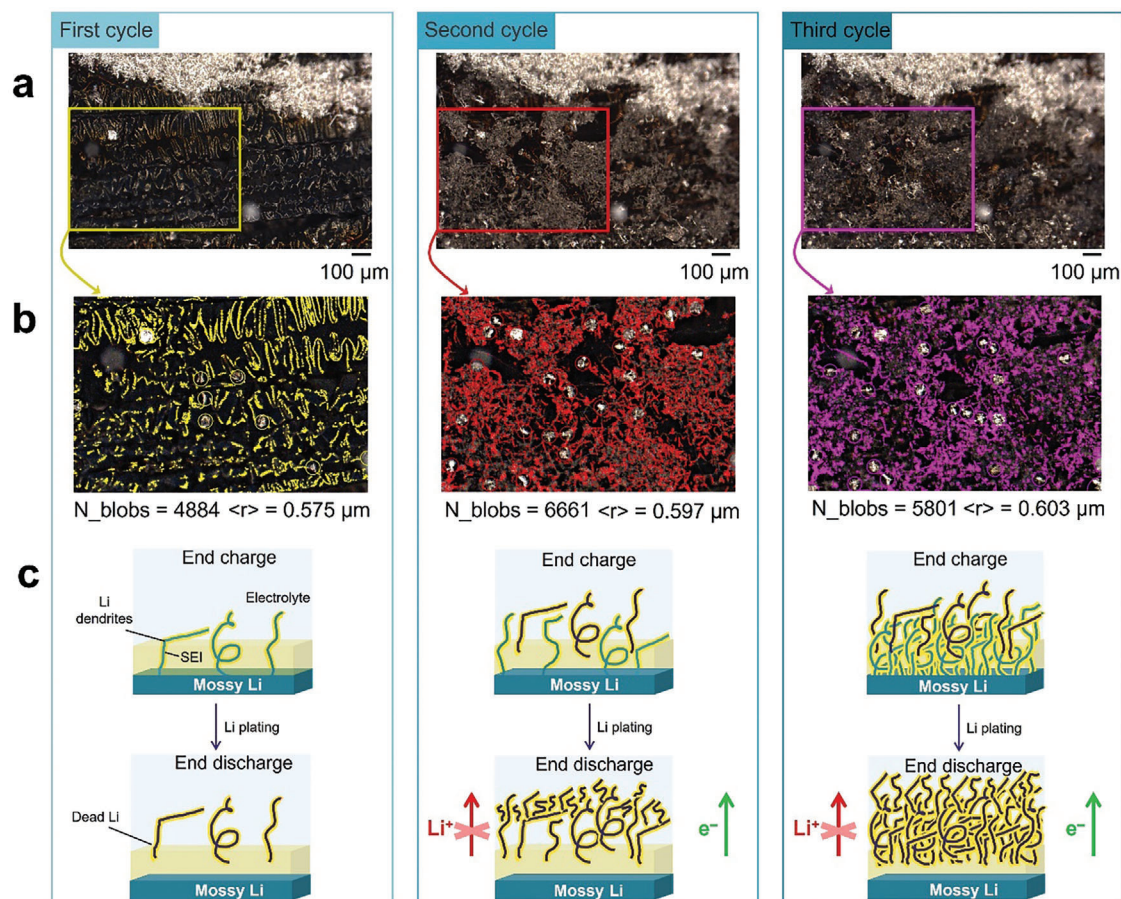 First cycle
Second cycle
Third cycle
a
100 µm
100 µm
100 µm
b
N_blobs = 4884 <r> = 0.575 µm
N_blobs = 6661 <r> = 0.597 µm
N_blobs = 5801 <r> = 0.603 µm
c
End charge
Li
dendrites
Electrolyte
SEI
Mossy Li
Li plating
End discharge
Dead Li
Mossy Li
End charge
Mossy Li
Li plating
End discharge
Li⁺
e⁻
Mossy Li
End charge
Mossy Li
Li plating
End discharge
Li⁺
e⁻
Mossy Li